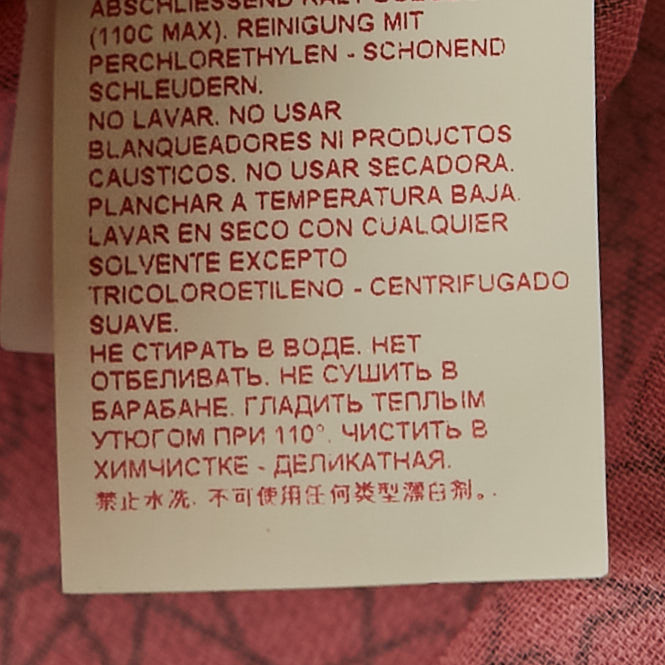 ABSCHLIESSEND KALT
(110C MAX). REINIGUNG MIT
PERCHLORETHYLEN - SCHONEND
SCHLEUDERN.
NO LAVAR. NO USAR
BLANQUEADORES NI PRODUCTOS
CAUSTICOS. NO USAR SECADORA.
PLANCHAR A TEMPERATURA BAJA.
LAVAR EN SECO CON CUALQUIER
SOLVENTE EXCEPTO
TRICOLOROETILENO - CENTRIFUGADO
SUAVE.
НЕ СТИРАТЬ В ВОДЕ. НЕТ
ОТБЕЛИВАТЬ. НЕ СУШИТЬ В
БАРАБАНЕ. ГЛАДИТЬ ТЕПЛЫМ
УТЮГОМ ПРИ 110°. ЧИСТИТЬ В
ХИМЧИСТКЕ - ДЕЛИКАТНАЯ.
禁止水洗. 不可使用任何类型漂白剂。.